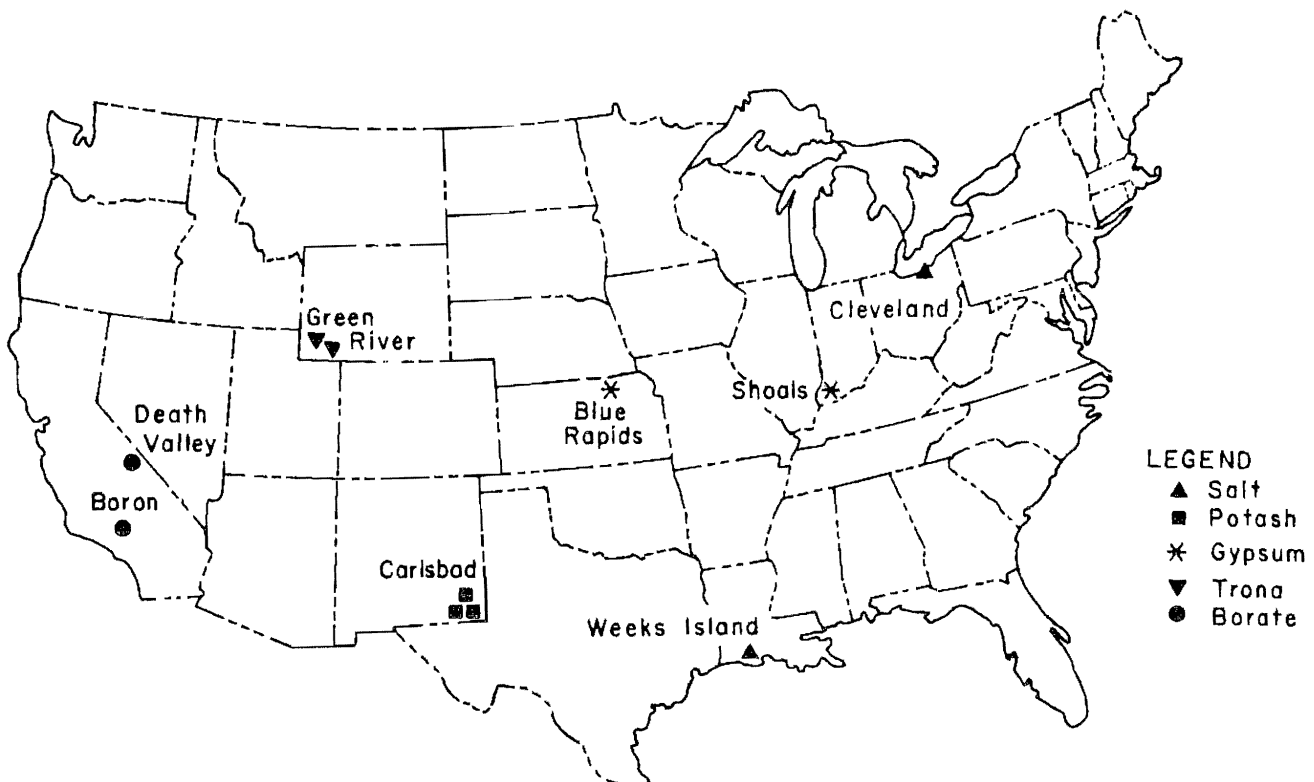 Cleveland
Green
River
Shoals
Blue
Rapids
Death
Valley
Boron
Carlsbad
Weeks Island
LEGEND
Salt
Potash
Gypsum
Trona
Borate